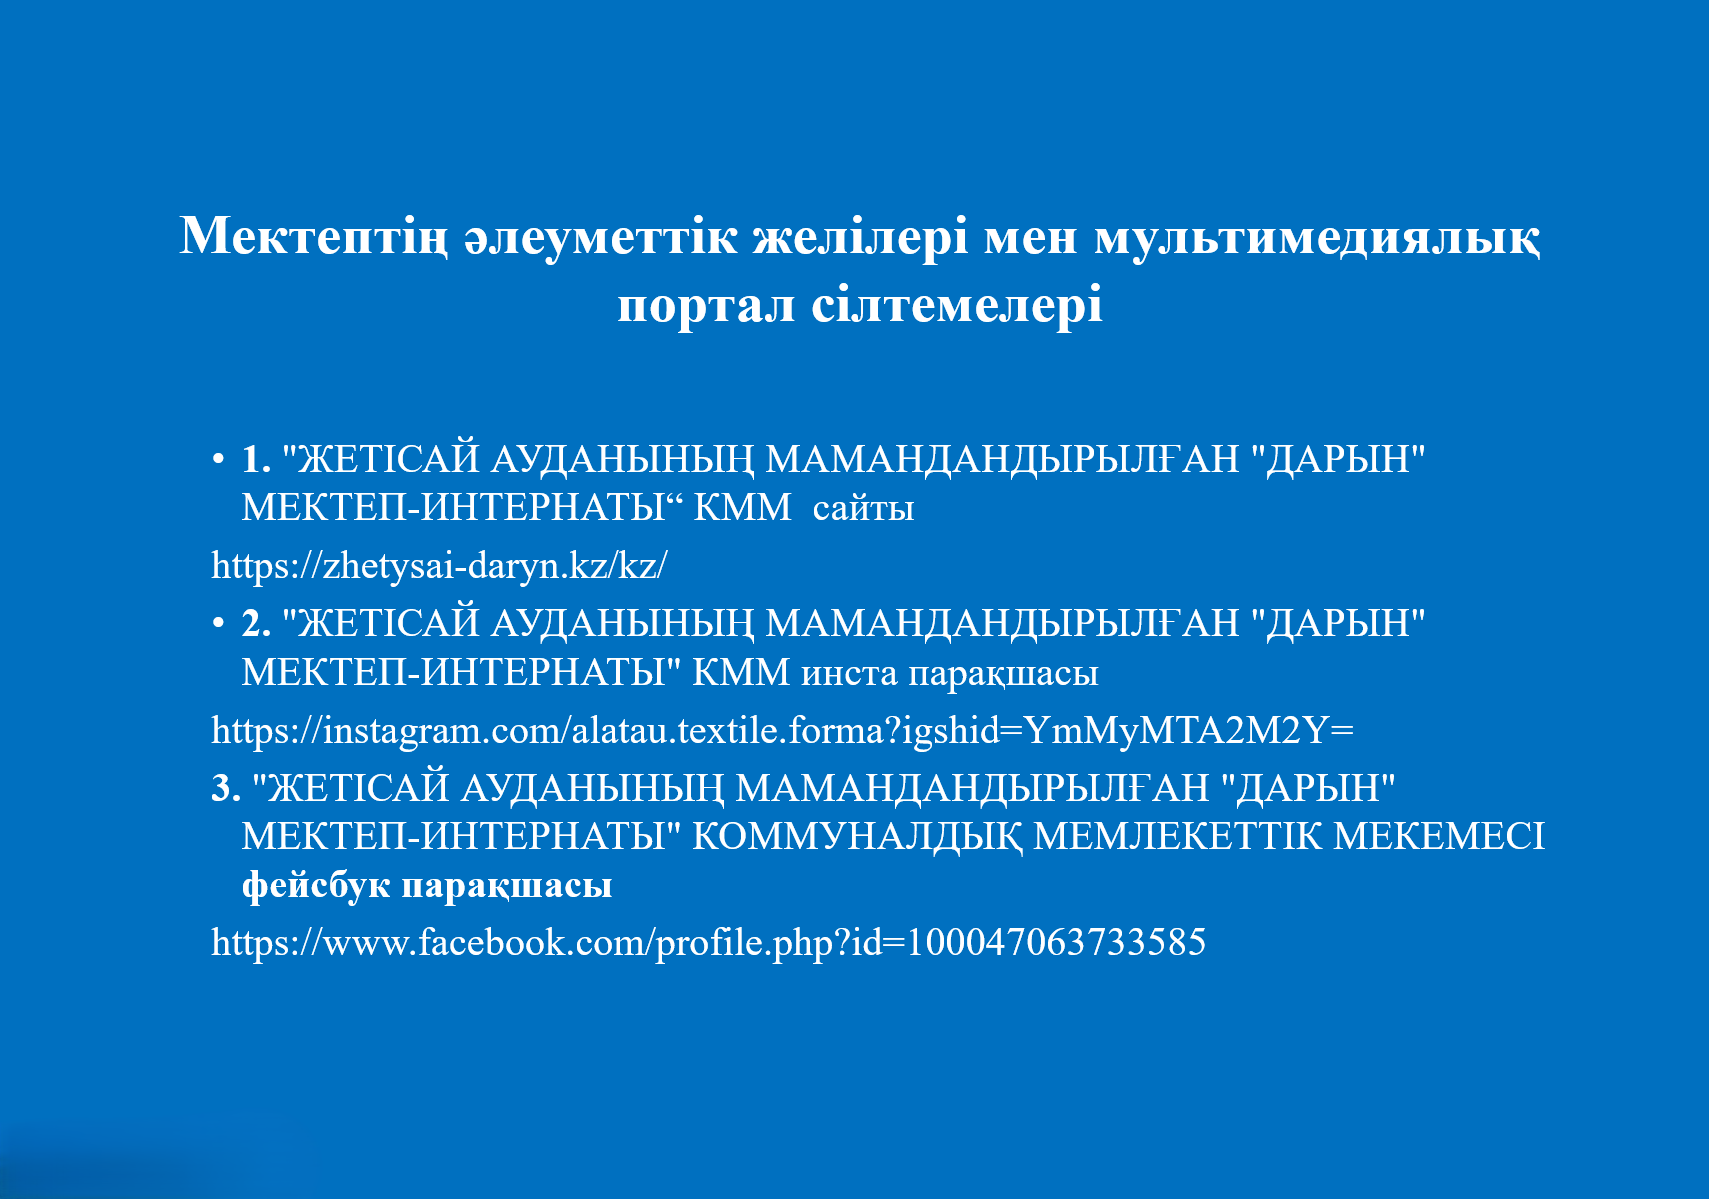 Мектептің әлеуметтік желілері мен мультимедиялық
портал сілтемелері
• 1. "ЖЕТІСАЙ АУДАНЫНЫҢ МАМАНДАНДЫРЫЛҒАН "ДАРЫН"
МЕКТЕП-ИНТЕРНАТЫ“ КММ  сайты
https://zhetysai-daryn.kz/kz/
• 2. "ЖЕТІСАЙ АУДАНЫНЫҢ МАМАНДАНДЫРЫЛҒАН "ДАРЫН"
МЕКТЕП-ИНТЕРНАТЫ" КММ инста парақшасы
https://instagram.com/alatau.textile.forma?igshid=YmMyMTA2M2Y=
3. "ЖЕТІСАЙ АУДАНЫНЫҢ МАМАНДАНДЫРЫЛҒАН "ДАРЫН"
МЕКТЕП-ИНТЕРНАТЫ" КОММУНАЛДЫҚ МЕМЛЕКЕТТІК МЕКЕМЕСІ
фейсбук парақшасы
https://www.facebook.com/profile.php?id=100047063733585